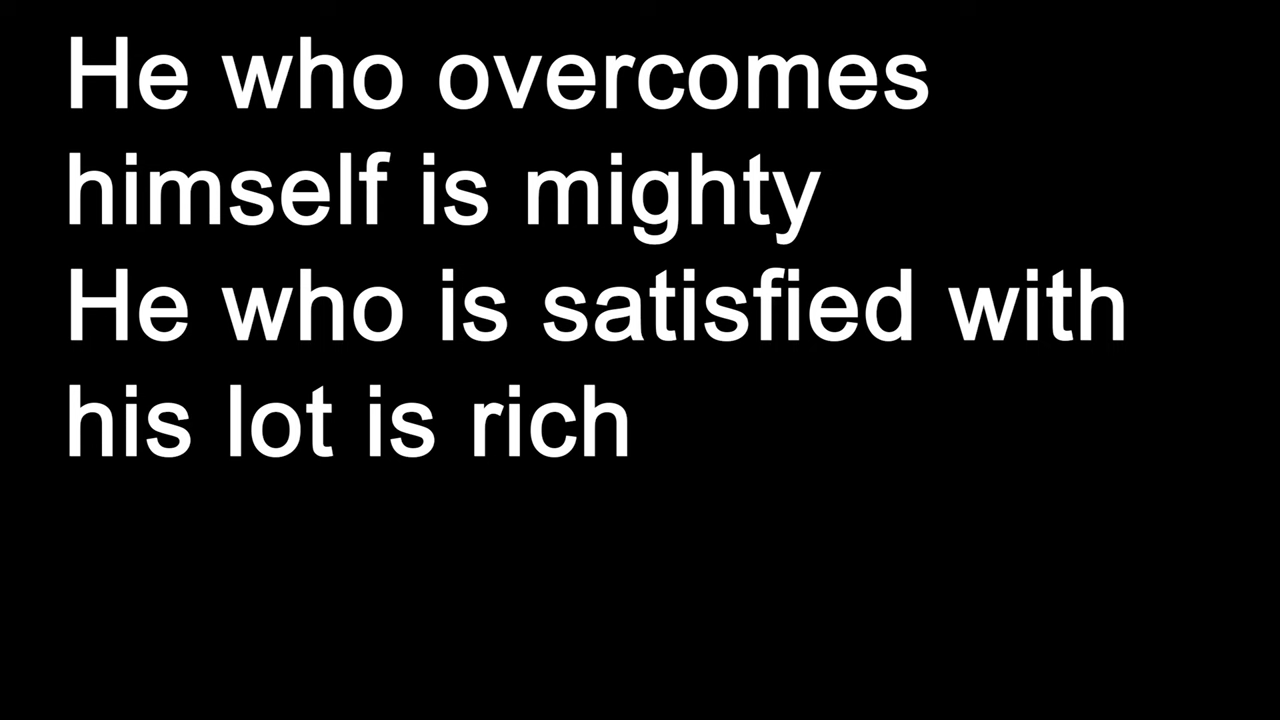 He who overcomes
himself is mighty
He who is satisfied with
his lot is rich